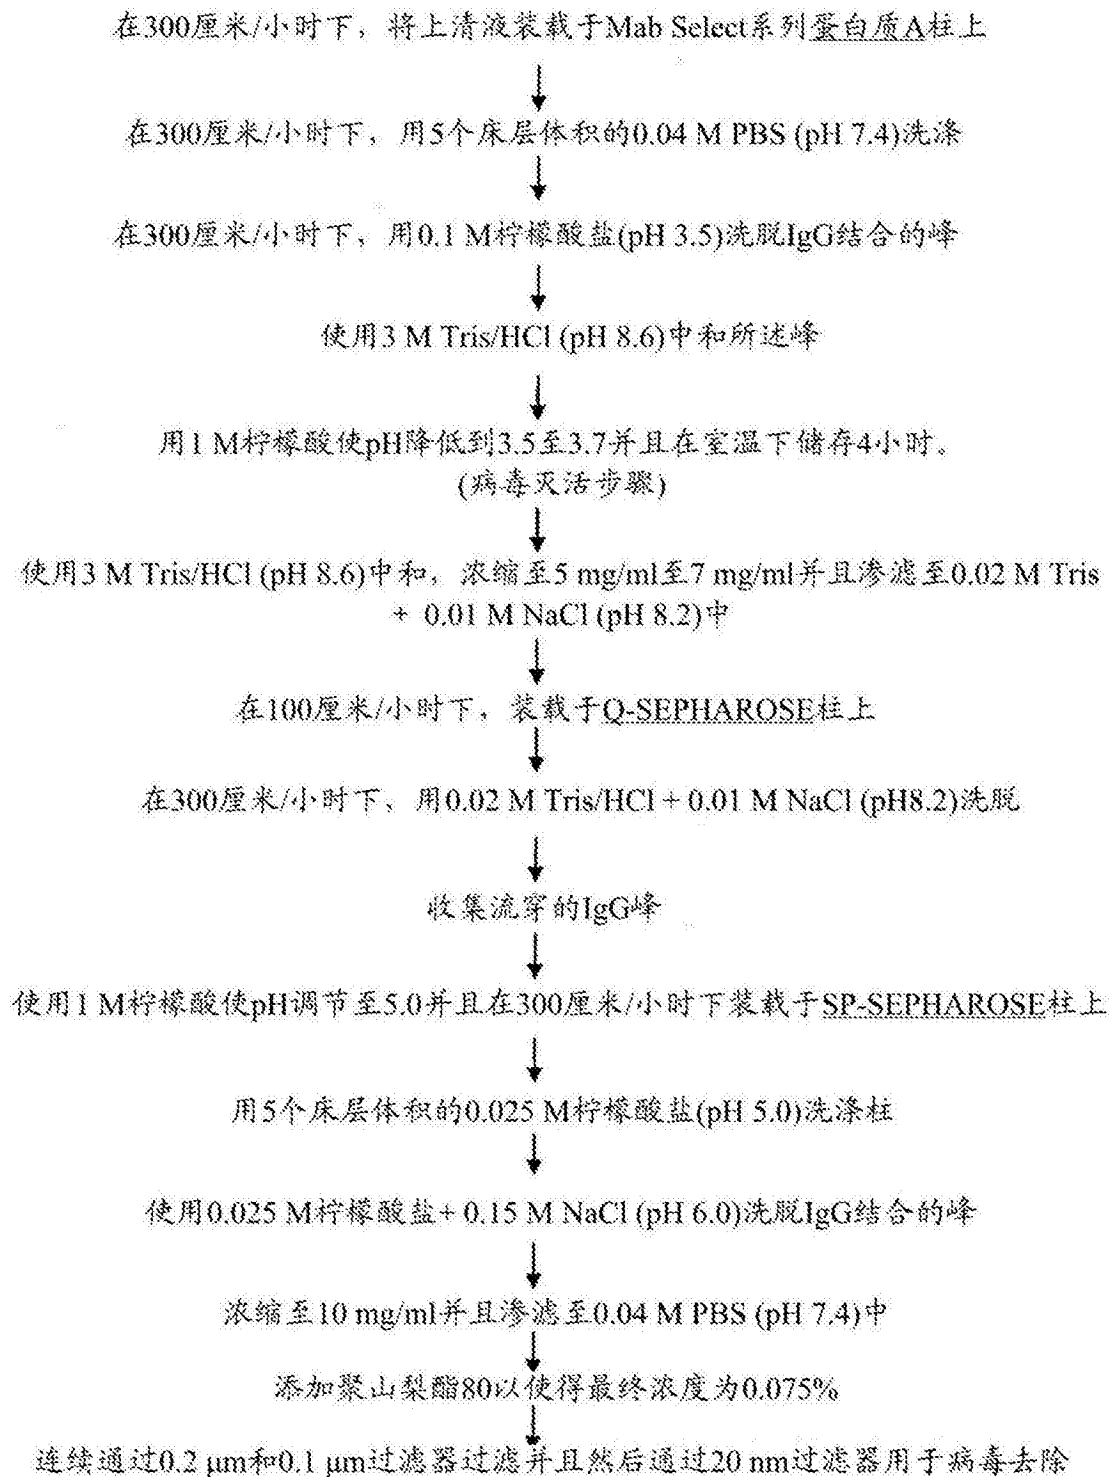 在300厘米/小时下，将上清液装载于Mab Select系列蛋白质A柱上
在300厘米/小时下，用5个床层体积的0.04 M PBS (pH 7.4)洗涤
在300厘米/小时下，用0.1 M柠檬酸盐(pH 3.5)洗脱IgG结合的峰
使用3 M Tris/HCl (pH 8.6)中和所述峰
用1 M柠檬酸使pH降低到3.5至3.7并且在室温下储存4小时。
(病毒灭活步骤)
使用3 M Tris/HCl (pH 8.6)中和，浓缩至5 mg/ml至7 mg/ml并且渗滤至0.02 M Tris
+ 0.01 M NaCl (pH 8.2)中
在100厘米/小时下，装载于Q-SEPHAROSE柱上
在300厘米/小时下，用0.02 M Tris/HCl + 0.01 M NaCl (pH8.2)洗脱
收集流穿的IgG峰
使用1 M柠檬酸使pH调节至5.0并且在300厘米/小时下装载于SP-SEPHAROSE柱上
用5个床层体积的0.025 M柠檬酸盐(pH 5.0)洗涤柱
使用0.025 M柠檬酸盐+ 0.15 M NaCl (pH 6.0)洗脱IgG结合的峰
浓缩至10 mg/ml并且渗滤至0.04 M PBS (pH 7.4)中
添加聚山梨酯80以使得最终浓度为0.075%
连续通过0.2 μm和0.1 μm过滤器过滤并且然后通过20 nm过滤器用于病毒去除